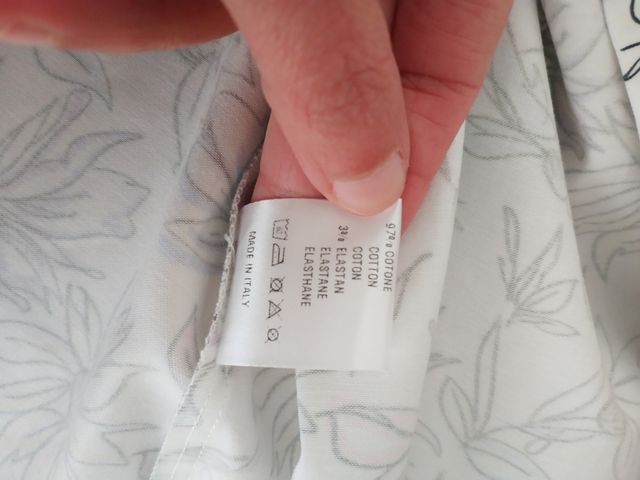 97% COTONE
COTTON
COTON
3% ELASTAN
ELASTANE
ELASTHANE
MADE IN ITALY